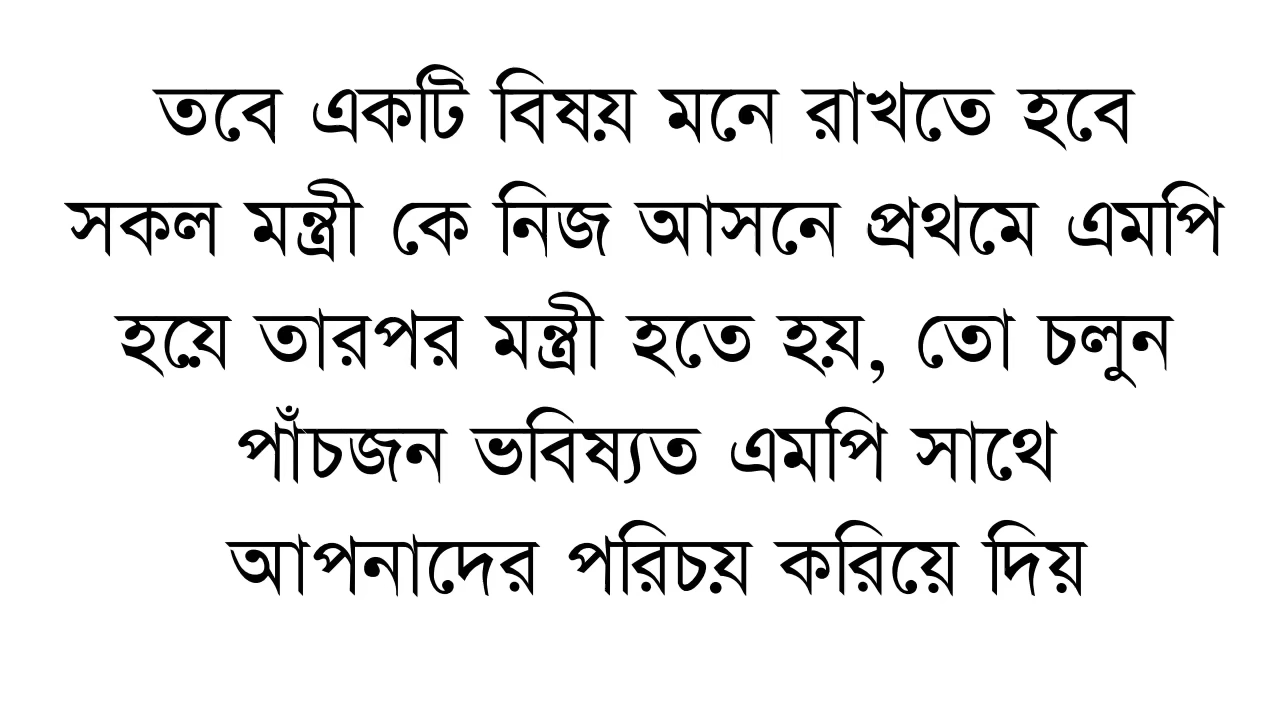 তবে একটি বিষয় মনে রাখতে হবে
সকল মন্ত্রী কে নিজ আসনে প্রথমে এমপি
হয়ে তারপর মন্ত্রী হতে হয়, তো চলুন
পাঁচজন ভবিষ্যত এমপি সাথে
আপনাদের পরিচয় করিয়ে দিয়